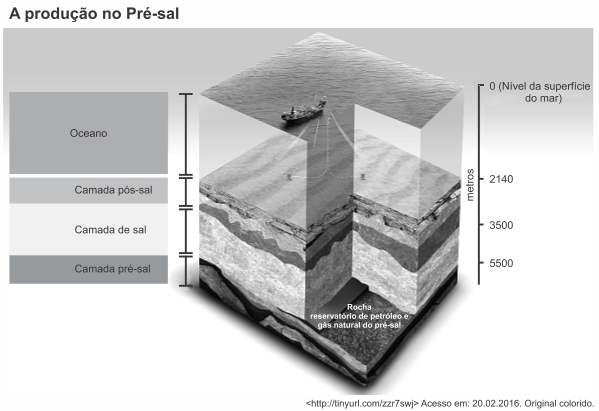 A produção no Pré-sal
0 (Nível da superfície
do mar)
Oceano
Camada pós-sal
Camada de sal
Camada pré-sal
metros
2140
3500
5500
Rocha
reservatório de petróleo e
gás natural do pré-sal
<http://tinyurl.com/zzr7swj> Acesso em: 20.02.2016. Original colorido.